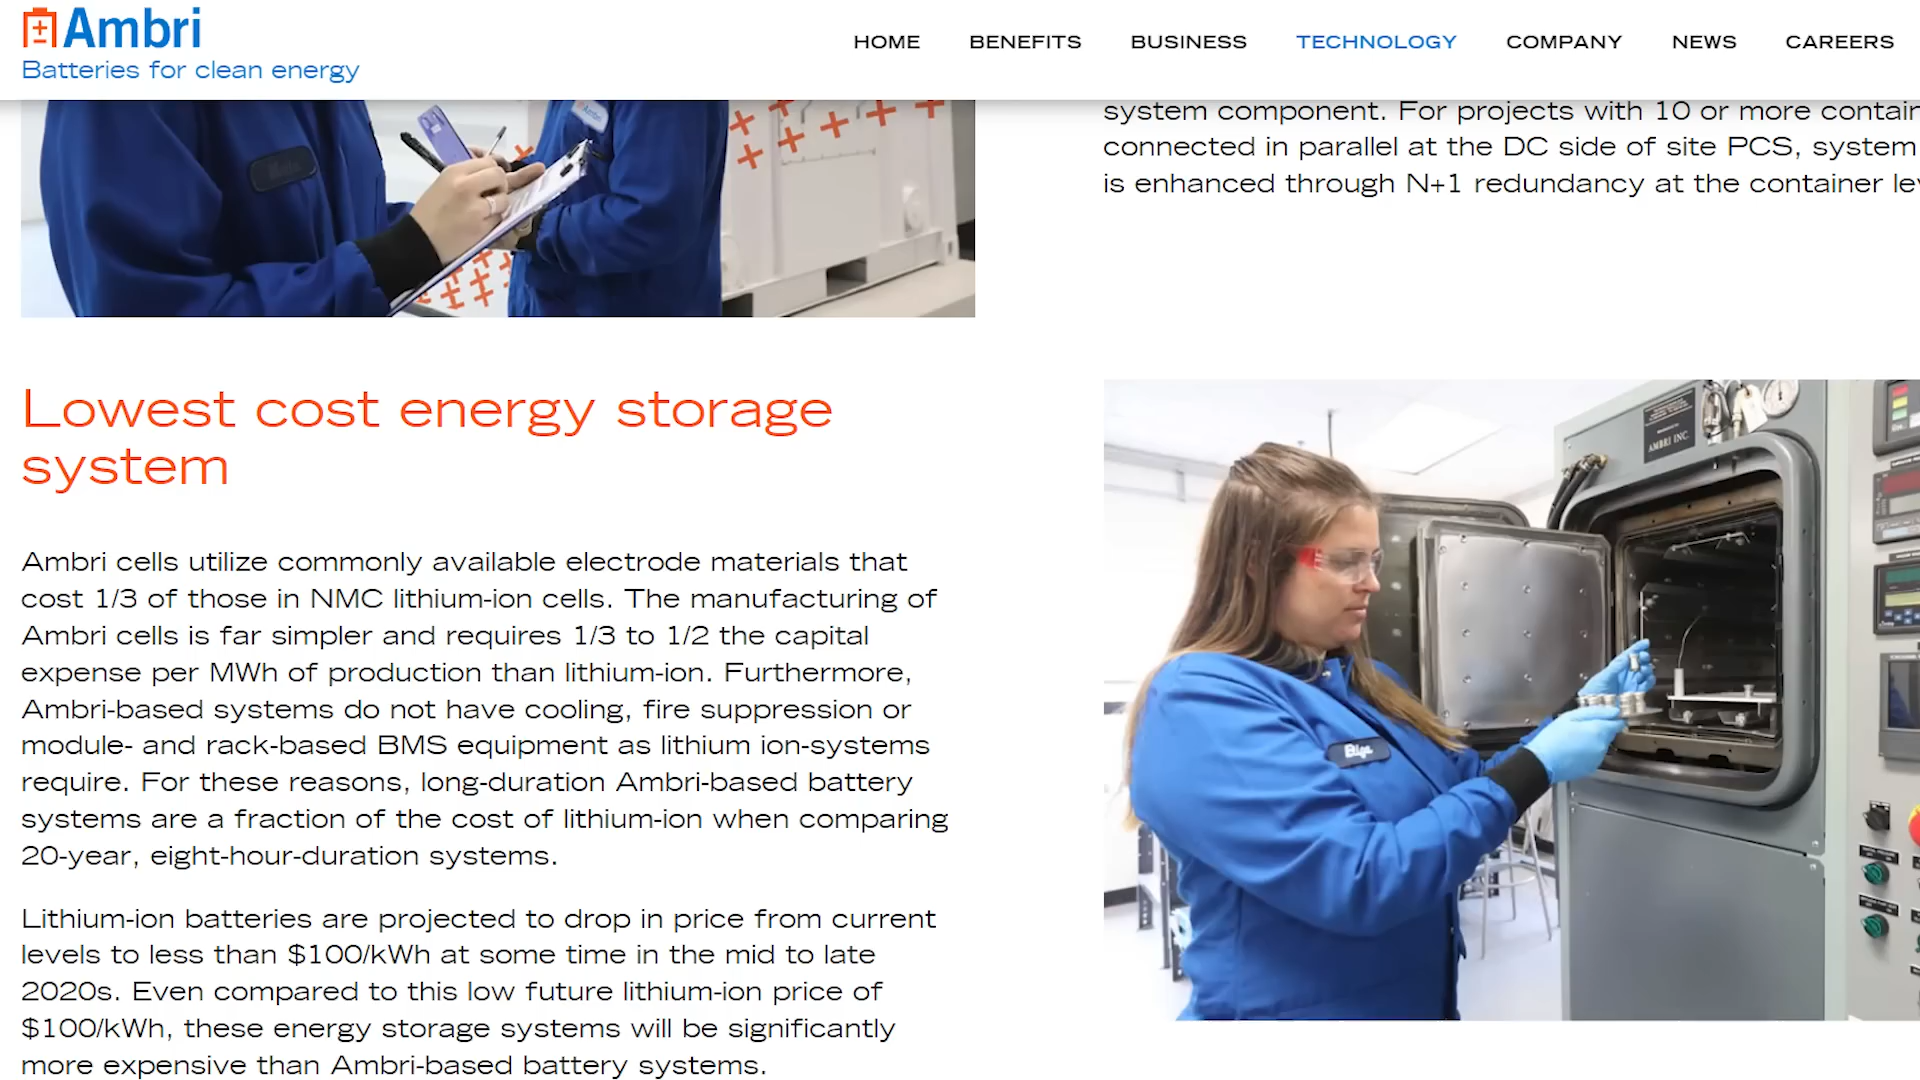 Ambri
Batteries for clean energy
HOME BENEFITS BUSINESS TECHNOLOGY COMPANY NEWS CAREERS
system component. For projects with 10 or more contain
connected in parallel at the DC side of site PCS, system
is enhanced through N+1 redundancy at the container lev
Lowest cost energy storage
system
Ambri cells utilize commonly available electrode materials that
cost 1/3 of those in NMC lithium-ion cells. The manufacturing of
Ambri cells is far simpler and requires 1/3 to 1/2 the capital
expense per MWh of production than lithium-ion. Furthermore,
Ambri-based systems do not have cooling, fire suppression or
module- and rack-based BMS equipment as lithium ion-systems
require. For these reasons, long-duration Ambri-based battery
systems are a fraction of the cost of lithium-ion when comparing
20-year, eight-hour-duration systems.
Lithium-ion batteries are projected to drop in price from current
levels to less than $100/kWh at some time in the mid to late
2020s. Even compared to this low future lithium-ion price of
$100/kWh, these energy storage systems will be significantly
more expensive than Ambri-based battery systems.
Ambri
AMBRI INC.